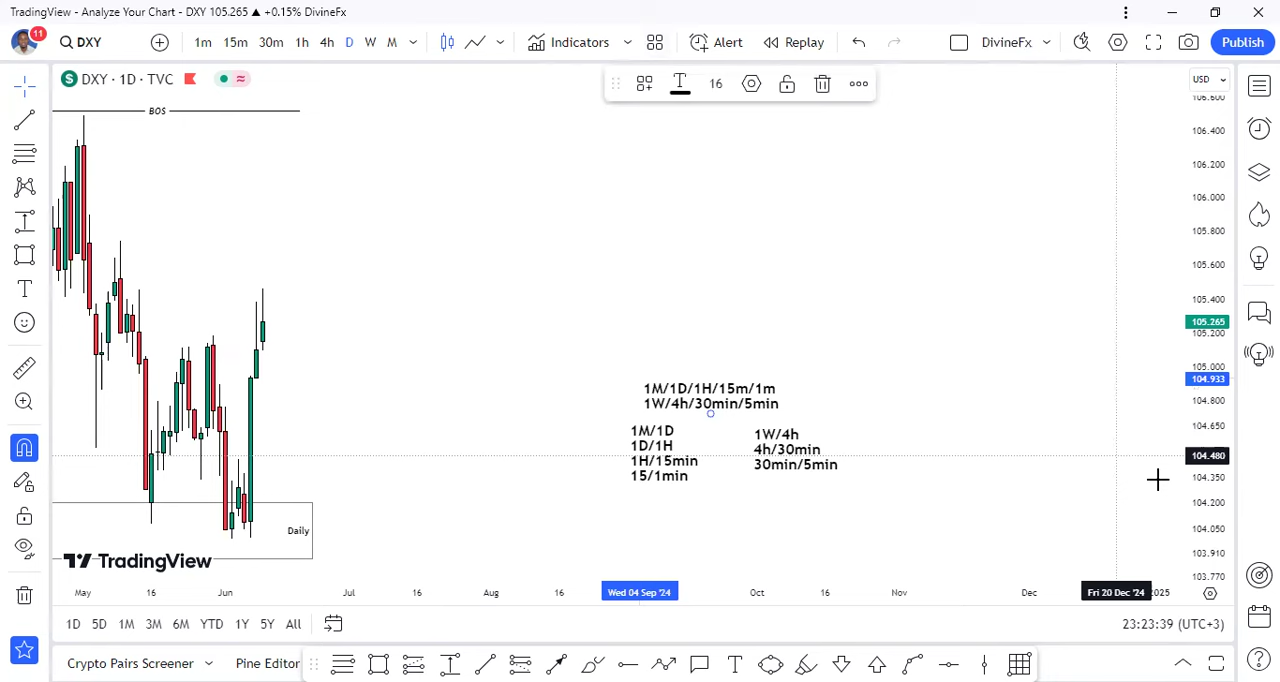 TradingView - Analyze Your Chart - DXY 105.265 ▲ +0.15% DivineFx
11
DXY
1m 15m 30m 1h 4h D W M
Indicators
Alert
Replay
DivineFx
Publish
DXY · 1D · TVC
16
USD
BOS
106.600
106.400
106.200
106.000
105.800
105.600
105.400
105.265
105.200
105.000
104.933
104.800
104.650
104.480
104.350
104.200
104.050
103.910
103.770
1M/1D/1H/15m/1m
1W/4h/30min/5min
1M/1D
1D/1H
1H/15min
15/1min
1W/4h
4h/30min
30min/5min
Daily
TradingView
May 16 Jun Jul 16 Aug 16 Wed 04 Sep '24 Oct 16 Nov Dec Fri 20 Dec '24 2025
1D 5D 1M 3M 6M YTD 1Y 5Y All
23:23:39 (UTC+3)
Crypto Pairs Screener
Pine Editor